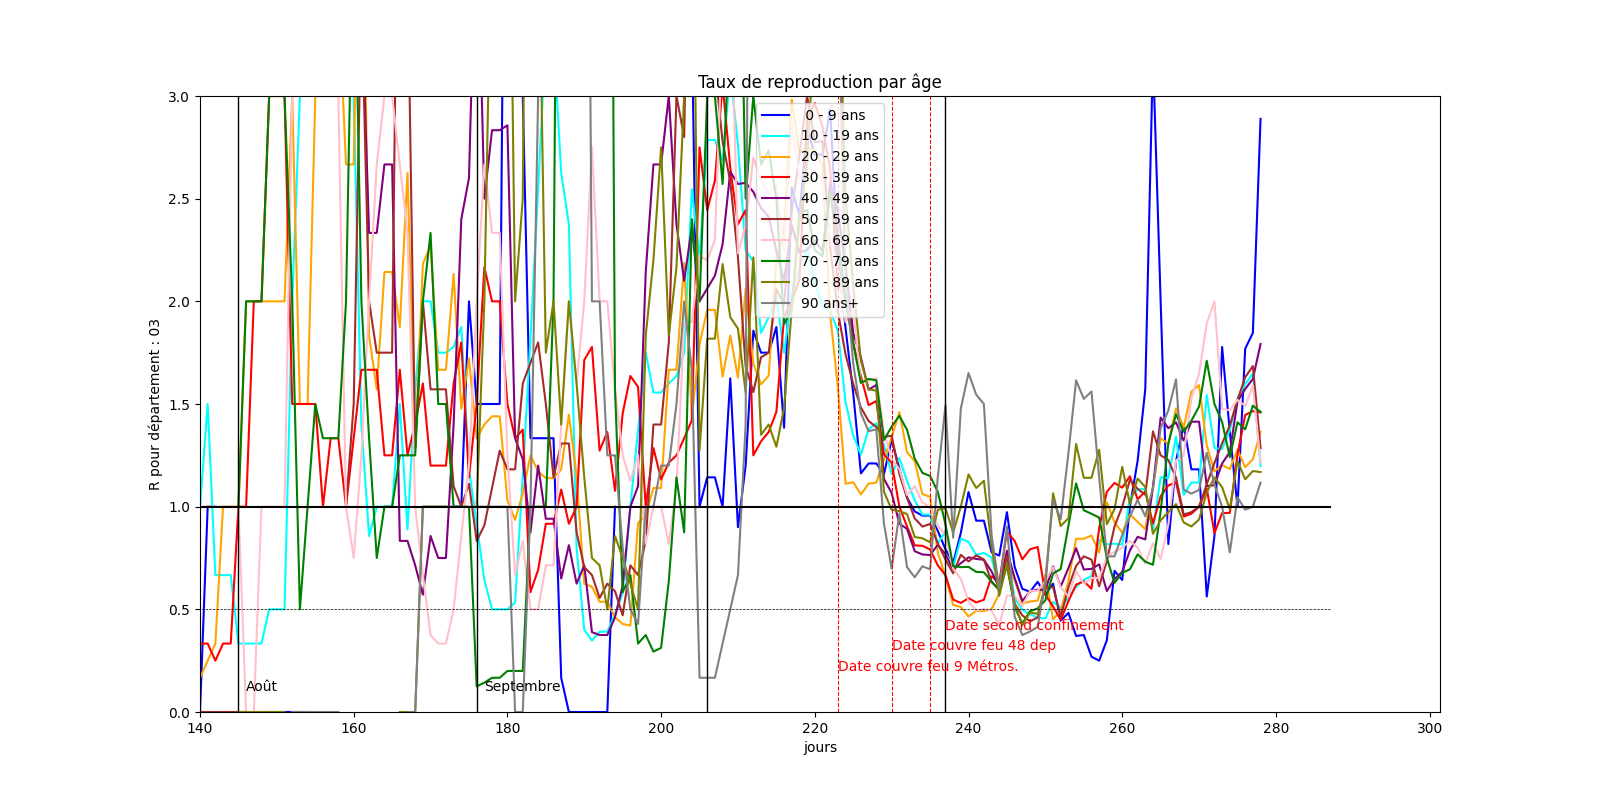 Taux de reproduction par âge
R pour département : 03
3.0
2.5
2.0
1.5
1.0
0.5
0.0
0 - 9 ans
10 - 19 ans
20 - 29 ans
30 - 39 ans
40 - 49 ans
50 - 59 ans
60 - 69 ans
70 - 79 ans
80 - 89 ans
90 ans+
Date second confinement
Date couvre feu 48 dep
Date couvre feu 9 Métros.
Août
Septembre
140 160 180 200 220 240 260 280 300
jours